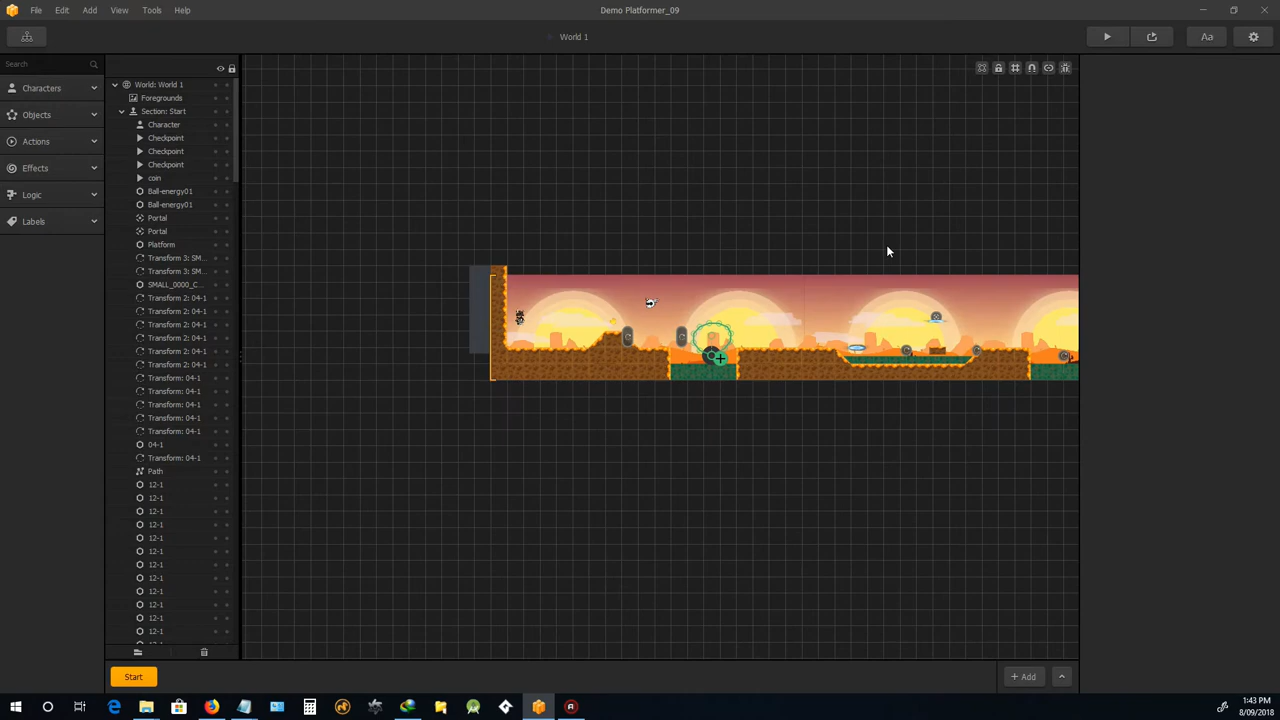 File Edit Add View Tools Help
Demo Platformer_09
World 1
Aa
Search
Characters
Objects
Actions
Effects
Logic
Labels
World: World 1
Foregrounds
Section: Start
Character
Checkpoint
Checkpoint
Checkpoint
coin
Ball-energy01
Ball-energy01
Portal
Portal
Platform
Transform 3: SM...
Transform 3: SM...
SMALL_0000_C...
Transform 2: 04-1
Transform 2: 04-1
Transform 2: 04-1
Transform 2: 04-1
Transform 2: 04-1
Transform 2: 04-1
Transform: 04-1
Transform: 04-1
Transform: 04-1
Transform: 04-1
Transform: 04-1
04-1
Transform: 04-1
Path
12-1
12-1
12-1
12-1
12-1
12-1
12-1
12-1
12-1
12-1
12-1
12-1
Start
+ Add
1:43 PM
8/09/2018